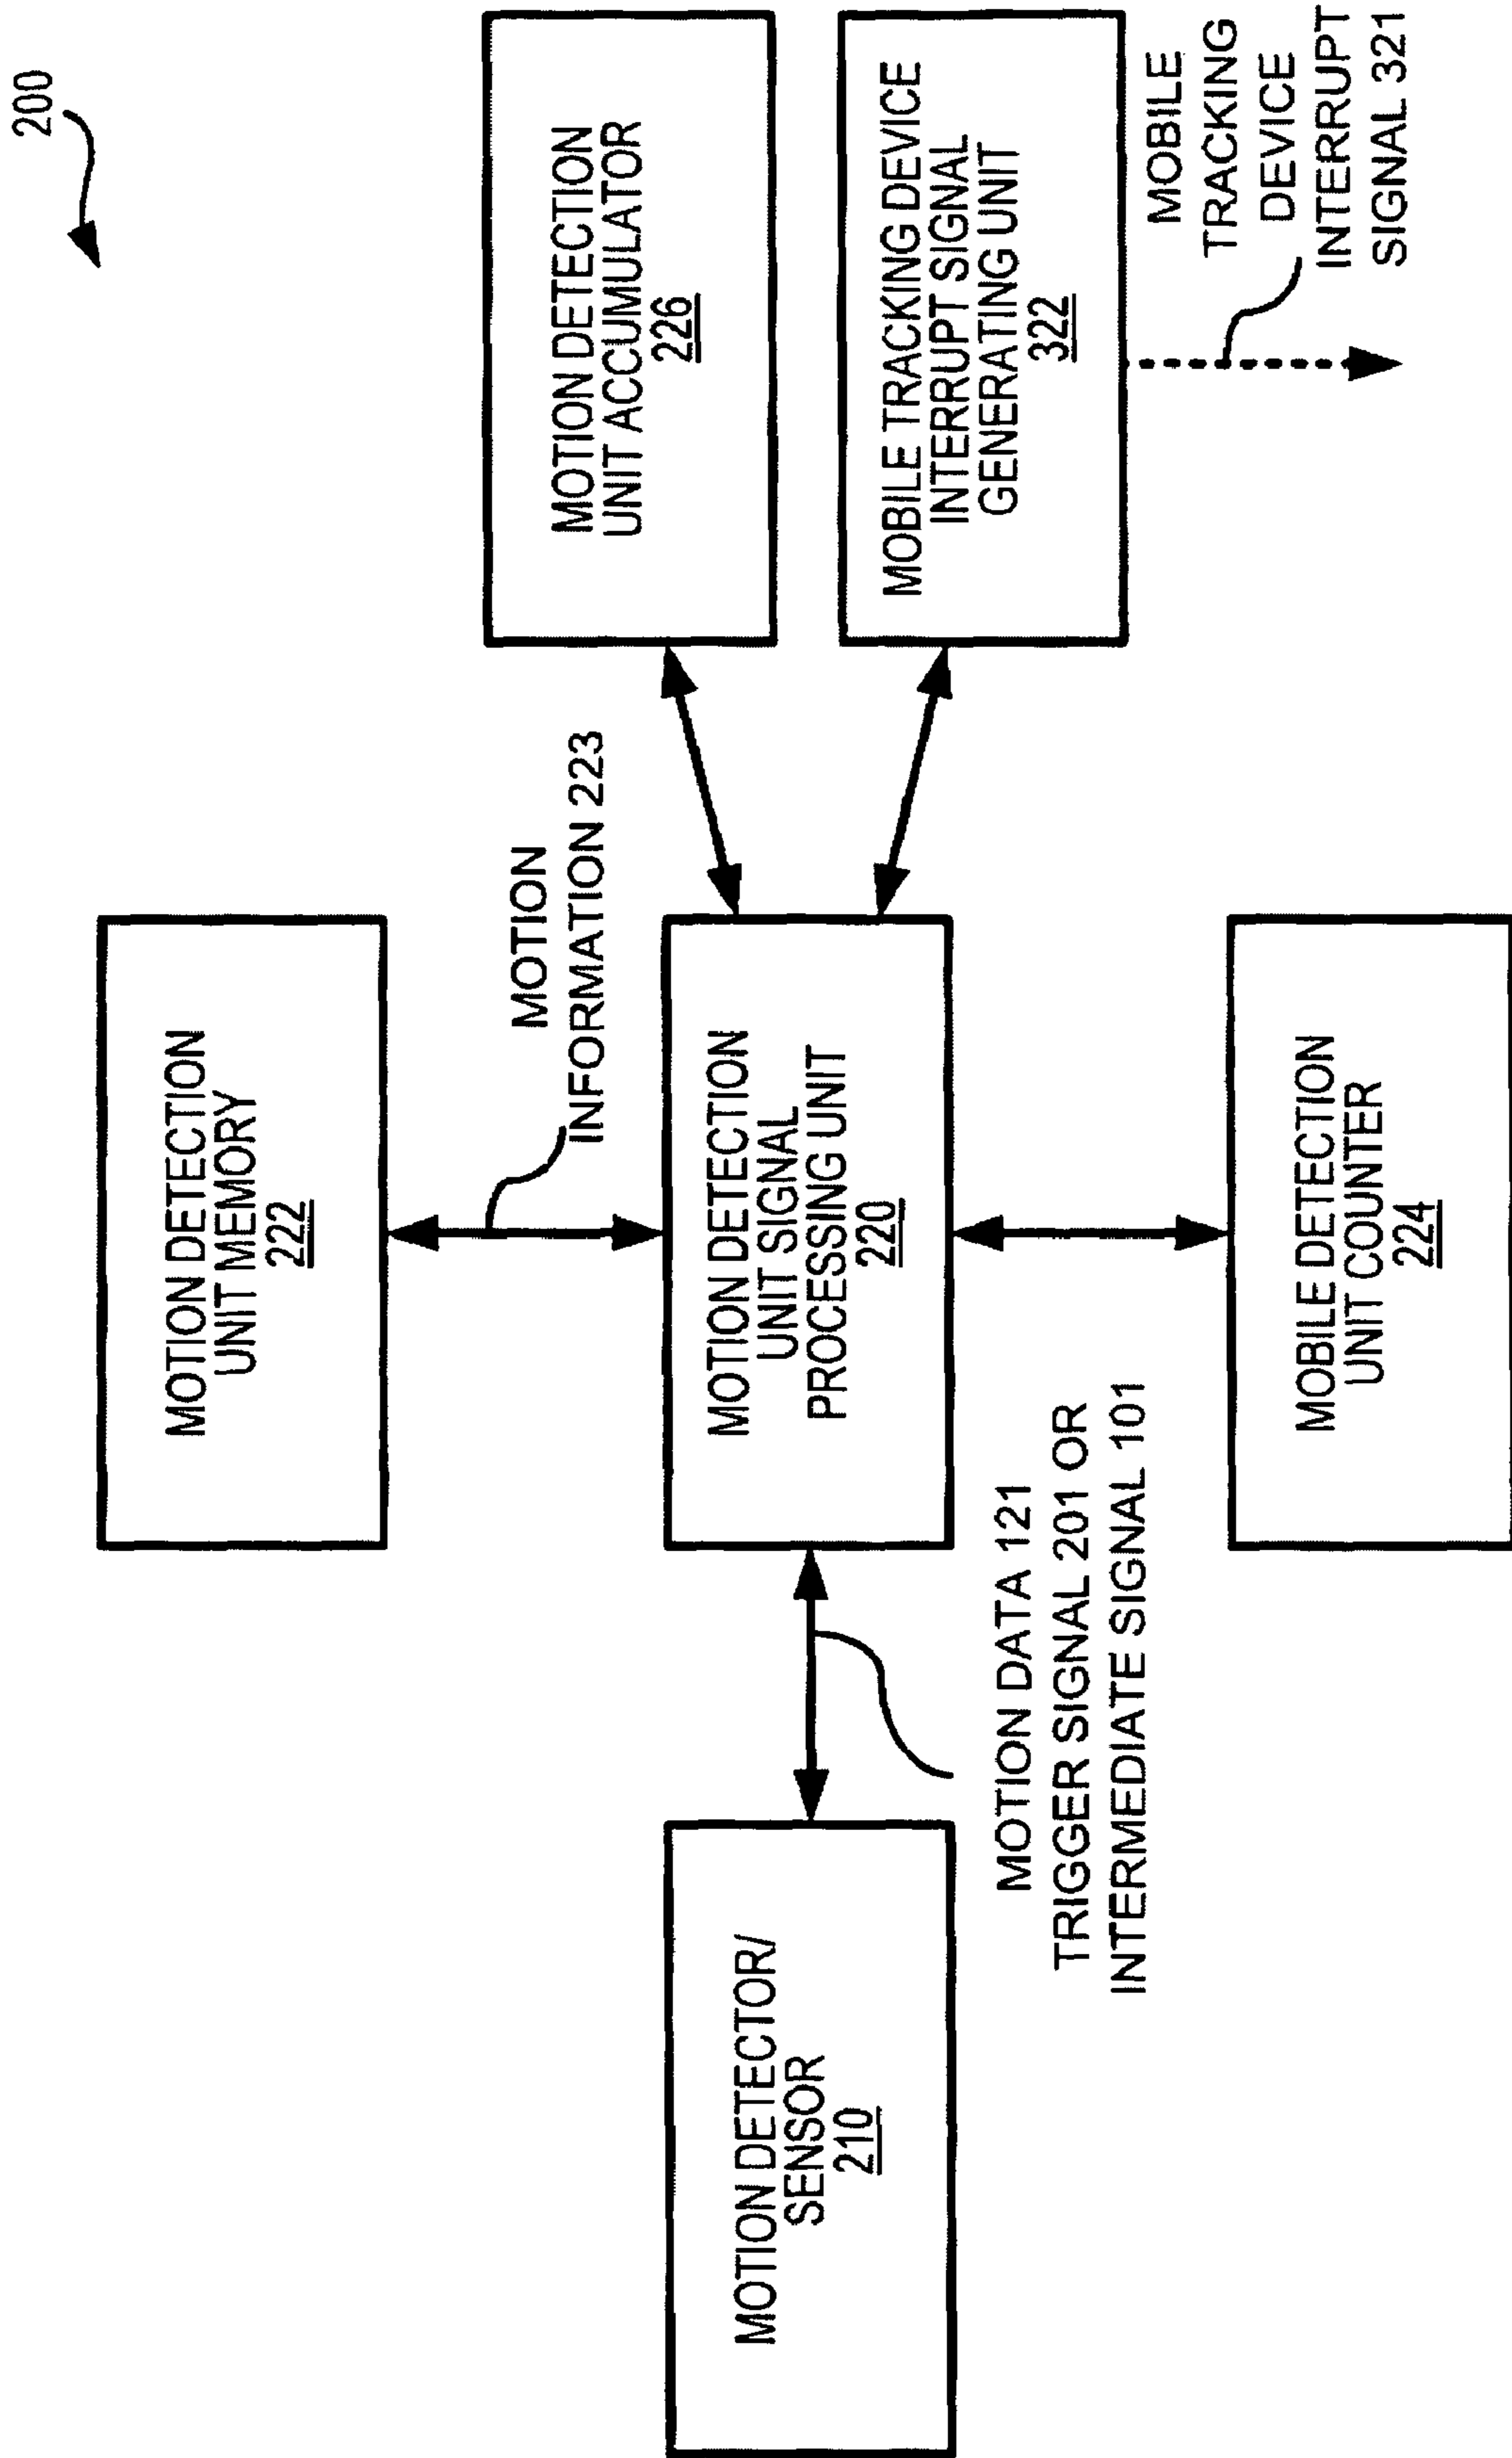 200
MOTION DETECTION
UNIT MEMORY
222
MOTION
INFORMATION 223
MOTION DETECTION
UNIT ACCUMULATOR
226
MOTION DETECTOR/
SENSOR
210
MOTION DETECTION
UNIT SIGNAL
PROCESSING UNIT
220
MOBILE TRACKING DEVICE
INTERRUPT SIGNAL
GENERATING UNIT
322
MOTION DATA 121
TRIGGER SIGNAL 201 OR
INTERMEDIATE SIGNAL 101
MOBILE
TRACKING
DEVICE
INTERRUPT
SIGNAL 321
MOBILE DETECTION
UNIT COUNTER
224